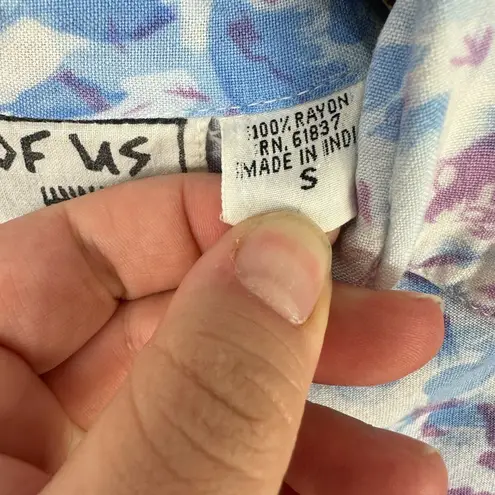 OF US
100% RAYON
RN. 61837
MADE IN INDI
S